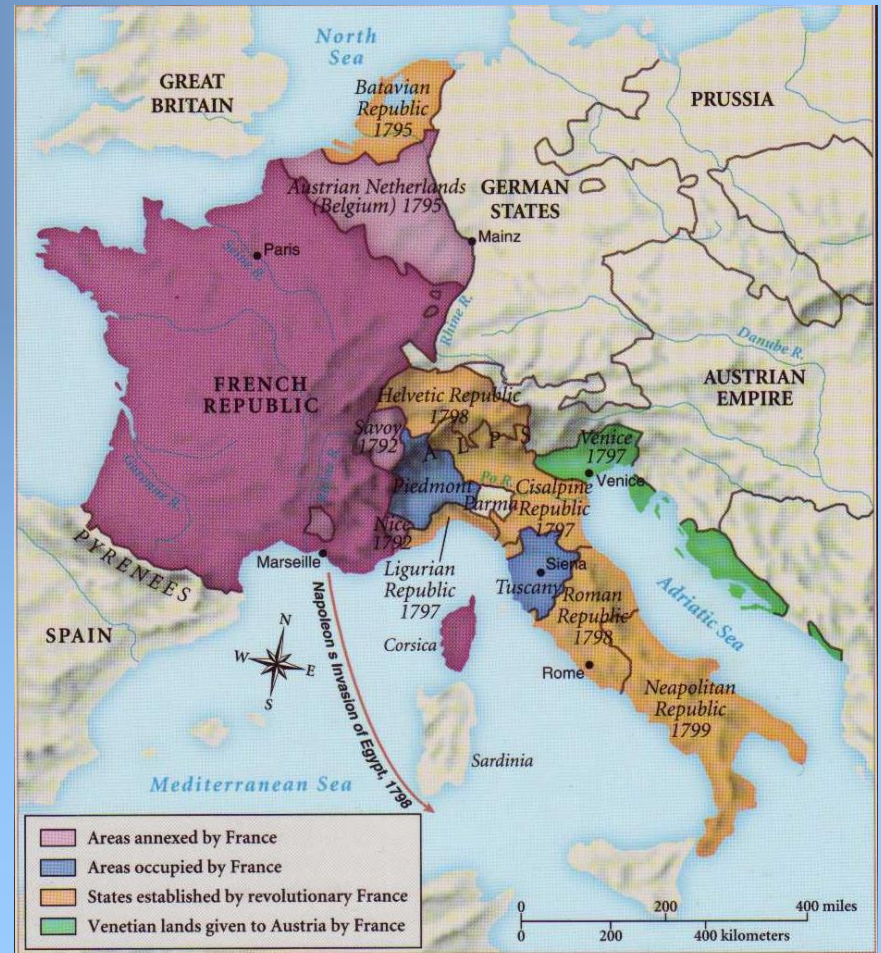 North
Sea
GREAT
BRITAIN
Batavian
Republic
1795
PRUSSIA
Austrian Netherlands
(Belgium) 1795
GERMAN
STATES
Mainz
Paris
Seine R.
Rhine R.
Danube R.
FRENCH
REPUBLIC
AUSTRIAN
EMPIRE
Helvetic Republic
1798
Savoy
1792
ALPS
Venice
1797
Venice
Garonne R.
Po R.
Piedmont
Parma
Cisalpine
Republic
1797
Nice
1792
PYRENEES
Marseille
Ligurian
Republic
1797
Siena
Tuscany
Roman
Republic
1798
Adriatic Sea
SPAIN
N
W
E
S
Corsica
Rome
Napoleon s Invasion of Egypt, 1798
Neapolitan
Republic
1799
Sardinia
Mediterranean Sea
Areas annexed by France
Areas occupied by France
States established by revolutionary France
Venetian lands given to Austria by France
0 200 400 miles
0 200 400 kilometers